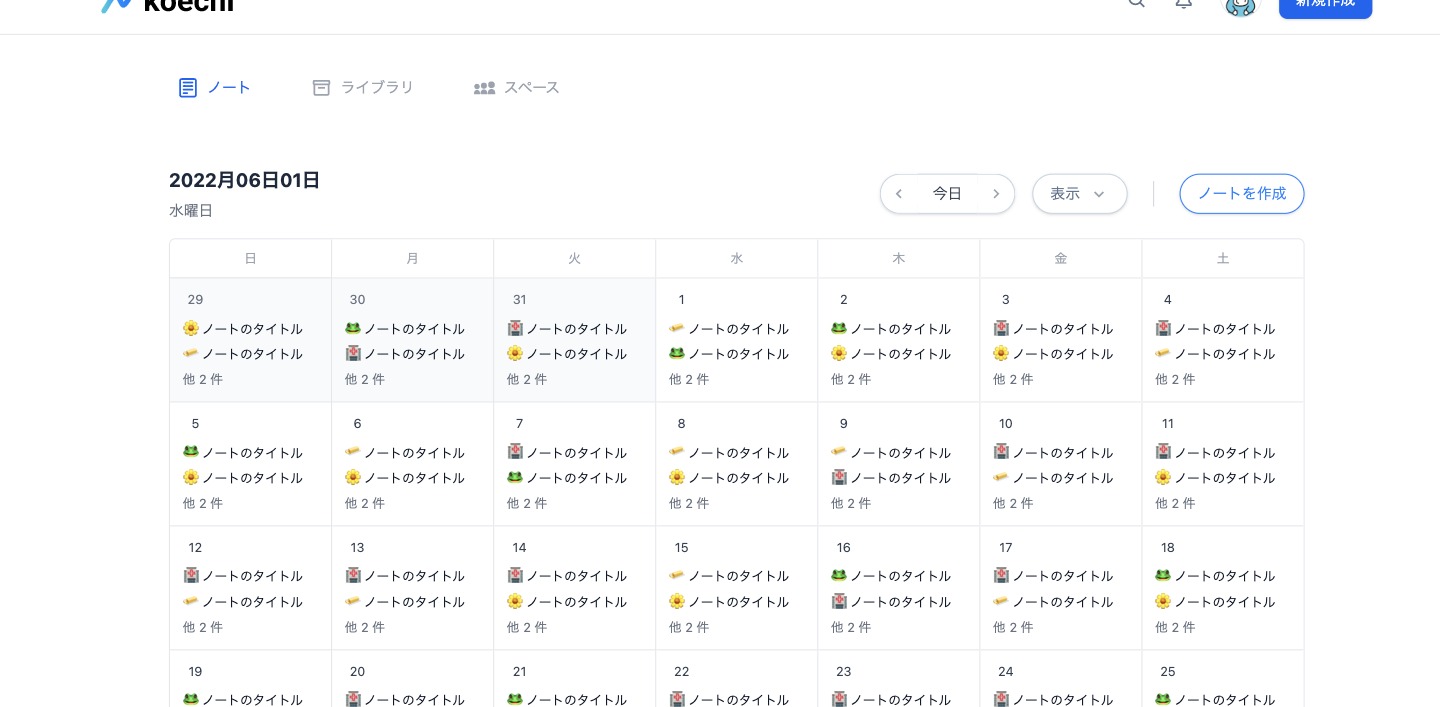 koechi
新規作成
ノート ライブラリ スペース
2022月06日01日
水曜日
今日 表示 ノートを作成
日 月 火 水 木 金 土
29 30 31 1 2 3 4
ノートのタイトル ノートのタイトル ノートのタイトル ノートのタイトル ノートのタイトル ノートのタイトル ノートのタイトル
ノートのタイトル ノートのタイトル ノートのタイトル ノートのタイトル ノートのタイトル ノートのタイトル ノートのタイトル
他 2 件 他 2 件 他 2 件 他 2 件 他 2 件 他 2 件 他 2 件
5 6 7 8 9 10 11
ノートのタイトル ノートのタイトル ノートのタイトル ノートのタイトル ノートのタイトル ノートのタイトル ノートのタイトル
ノートのタイトル ノートのタイトル ノートのタイトル ノートのタイトル ノートのタイトル ノートのタイトル ノートのタイトル
他 2 件 他 2 件 他 2 件 他 2 件 他 2 件 他 2 件 他 2 件
12 13 14 15 16 17 18
ノートのタイトル ノートのタイトル ノートのタイトル ノートのタイトル ノートのタイトル ノートのタイトル ノートのタイトル
ノートのタイトル ノートのタイトル ノートのタイトル ノートのタイトル ノートのタイトル ノートのタイトル ノートのタイトル
他 2 件 他 2 件 他 2 件 他 2 件 他 2 件 他 2 件 他 2 件
19 20 21 22 23 24 25
ノートのタイトル ノートのタイトル ノートのタイトル ノートのタイトル ノートのタイトル ノートのタイトル ノートのタイトル